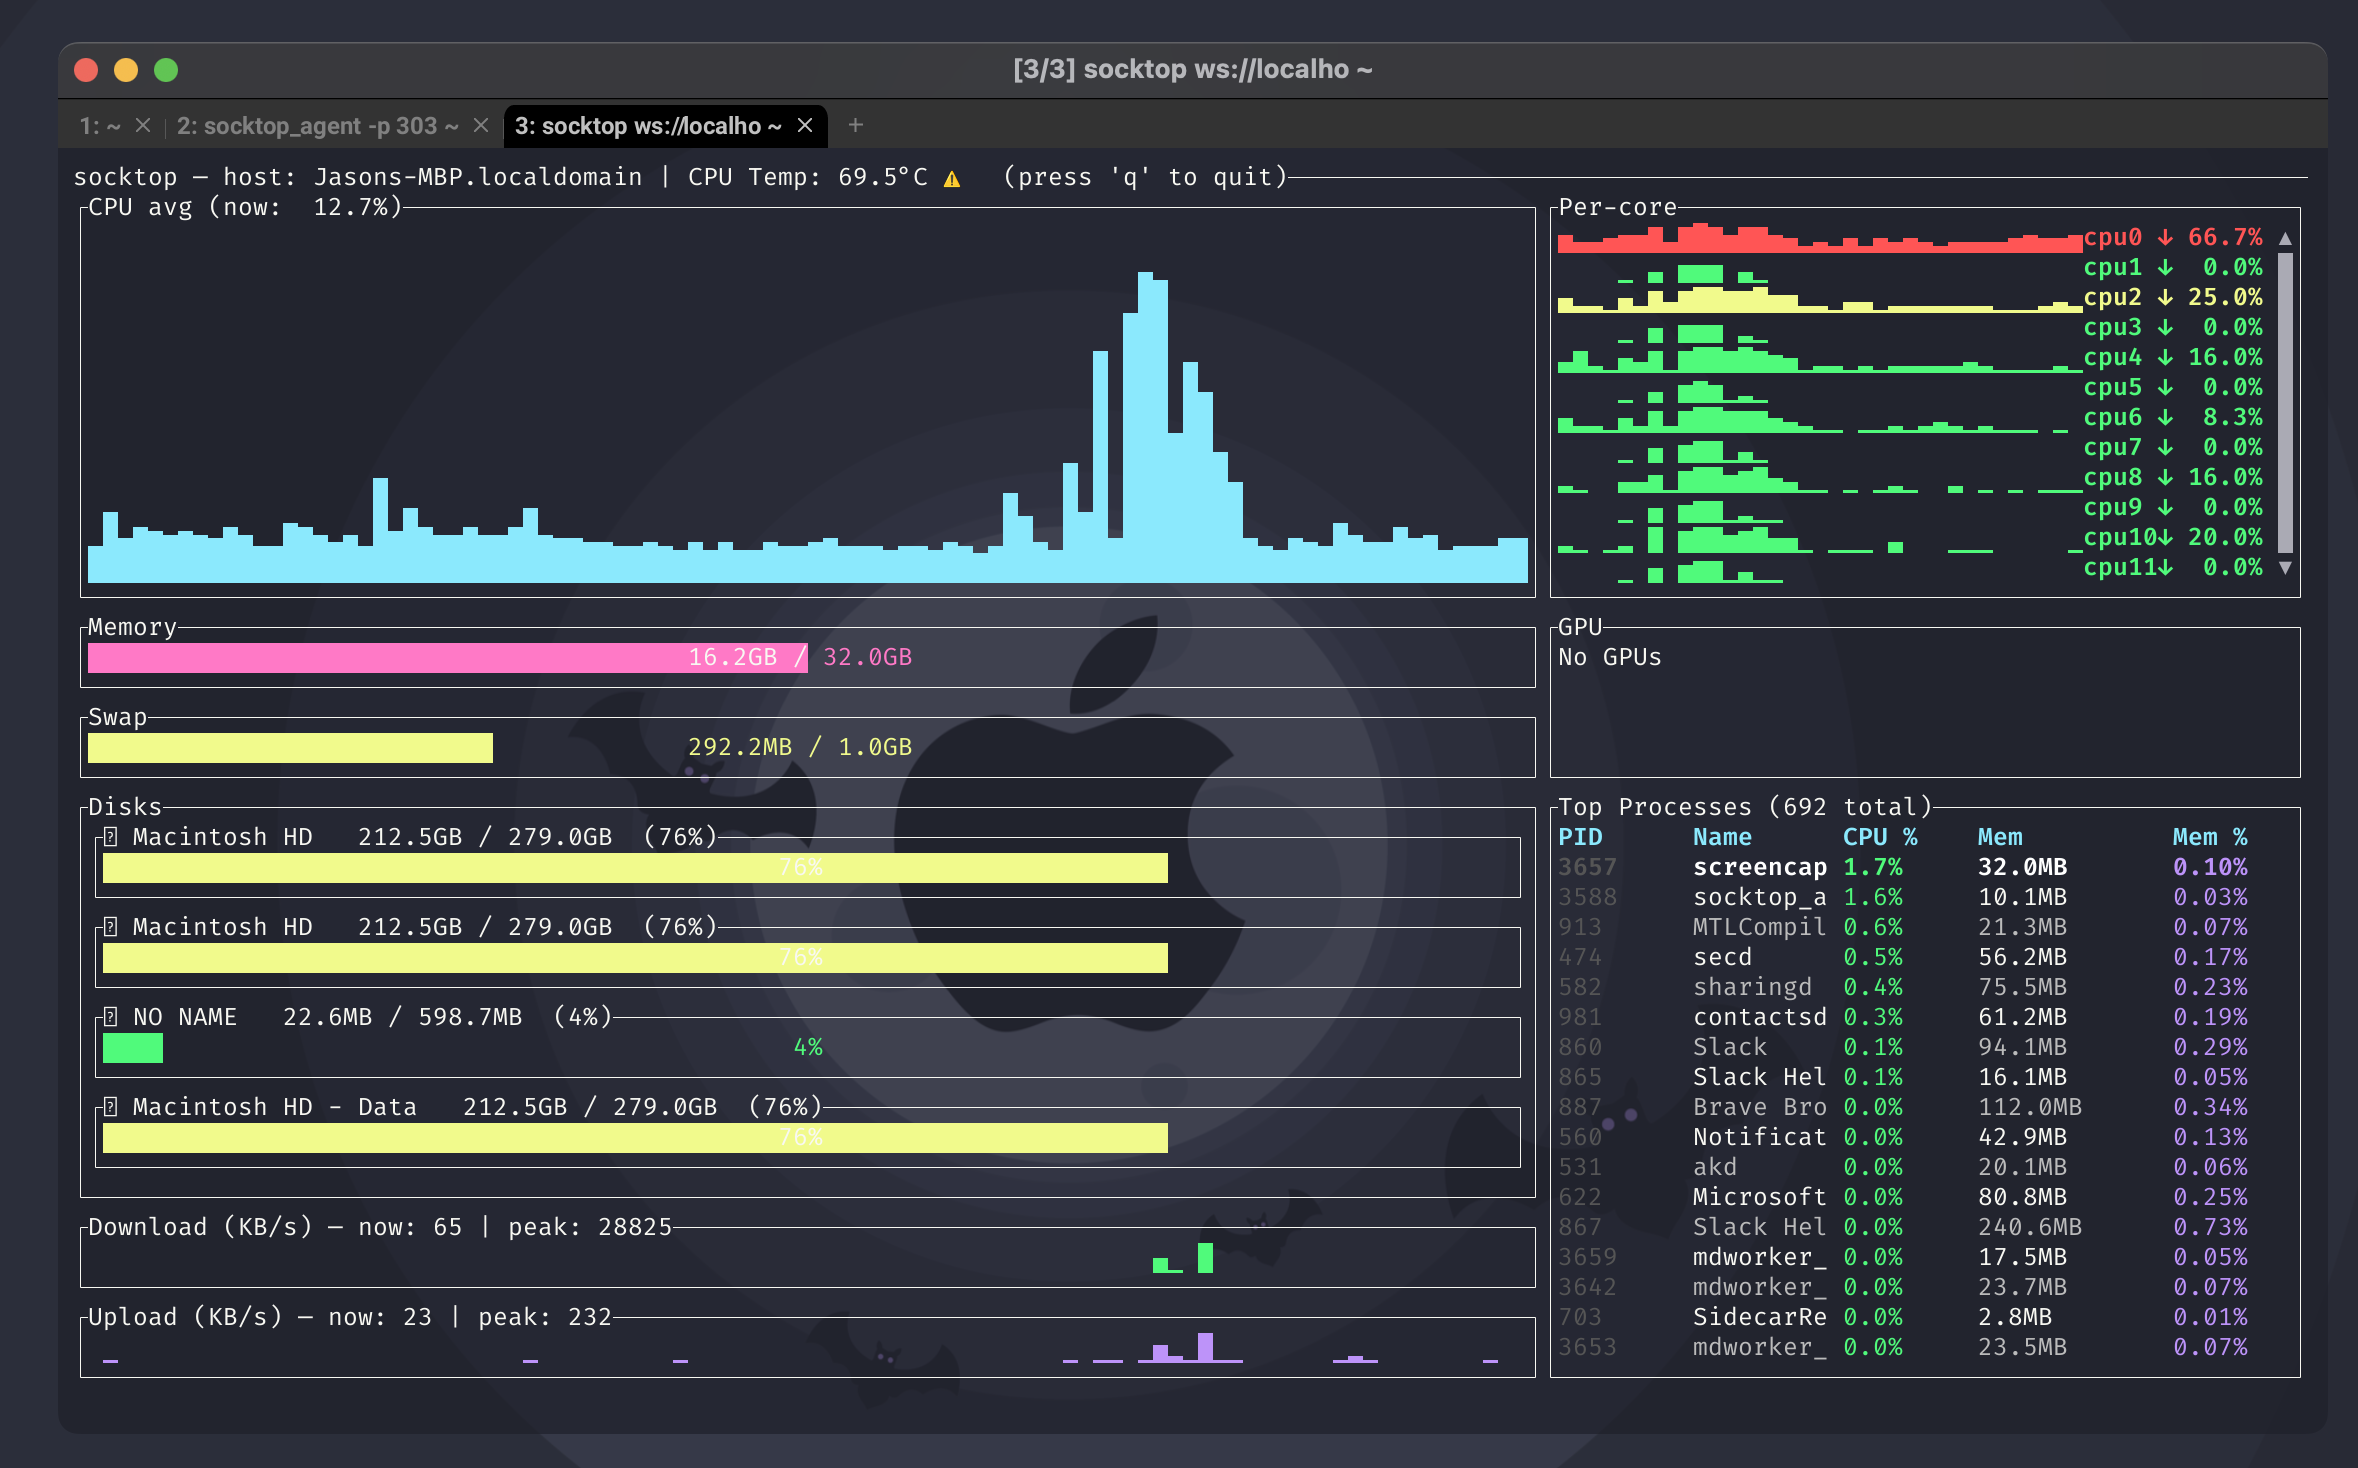 [3/3] socktop ws://localho ~
1: ~ × 2: socktop_agent -p 303 ~ × 3: socktop ws://localho ~ × +
socktop — host: Jasons-MBP.localdomain | CPU Temp: 69.5°C ⚠ (press 'q' to quit)
CPU avg (now: 12.7%)
Per-core
cpu0 ↓ 66.7% ▲
cpu1 ↓ 0.0%
cpu2 ↓ 25.0%
cpu3 ↓ 0.0%
cpu4 ↓ 16.0%
cpu5 ↓ 0.0%
cpu6 ↓ 8.3%
cpu7 ↓ 0.0%
cpu8 ↓ 16.0%
cpu9 ↓ 0.0%
cpu10↓ 20.0%
cpu11↓ 0.0% ▼
Memory
16.2GB / 32.0GB
GPU
No GPUs
Swap
292.2MB / 1.0GB
Disks
Macintosh HD 212.5GB / 279.0GB (76%)
76%
Macintosh HD 212.5GB / 279.0GB (76%)
76%
NO NAME 22.6MB / 598.7MB (4%)
4%
Macintosh HD - Data 212.5GB / 279.0GB (76%)
76%
Download (KB/s) — now: 65 | peak: 28825
Upload (KB/s) — now: 23 | peak: 232
Top Processes (692 total)
PID Name CPU % Mem Mem %
3657 screencap 1.7% 32.0MB 0.10%
3588 socktop_a 1.6% 10.1MB 0.03%
913 MTLCompil 0.6% 21.3MB 0.07%
474 secd 0.5% 56.2MB 0.17%
582 sharingd 0.4% 75.5MB 0.23%
981 contactsd 0.3% 61.2MB 0.19%
860 Slack 0.1% 94.1MB 0.29%
865 Slack Hel 0.1% 16.1MB 0.05%
887 Brave Bro 0.0% 112.0MB 0.34%
560 Notificat 0.0% 42.9MB 0.13%
531 akd 0.0% 20.1MB 0.06%
622 Microsoft 0.0% 80.8MB 0.25%
867 Slack Hel 0.0% 240.6MB 0.73%
3659 mdworker_ 0.0% 17.5MB 0.05%
3642 mdworker_ 0.0% 23.7MB 0.07%
703 SidecarRe 0.0% 2.8MB 0.01%
3653 mdworker_ 0.0% 23.5MB 0.07%